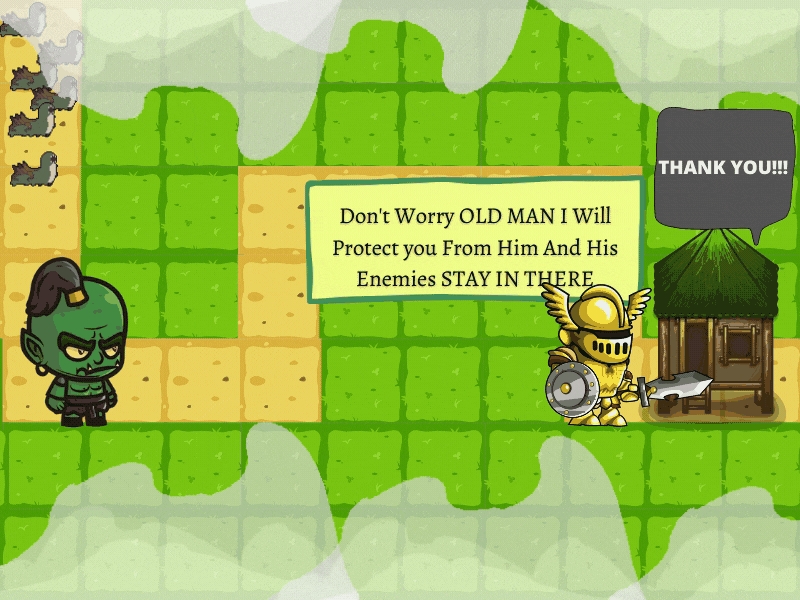 THANK YOU!!!
Don't Worry OLD MAN I Will
Protect you From Him And His
Enemies STAY IN THERE